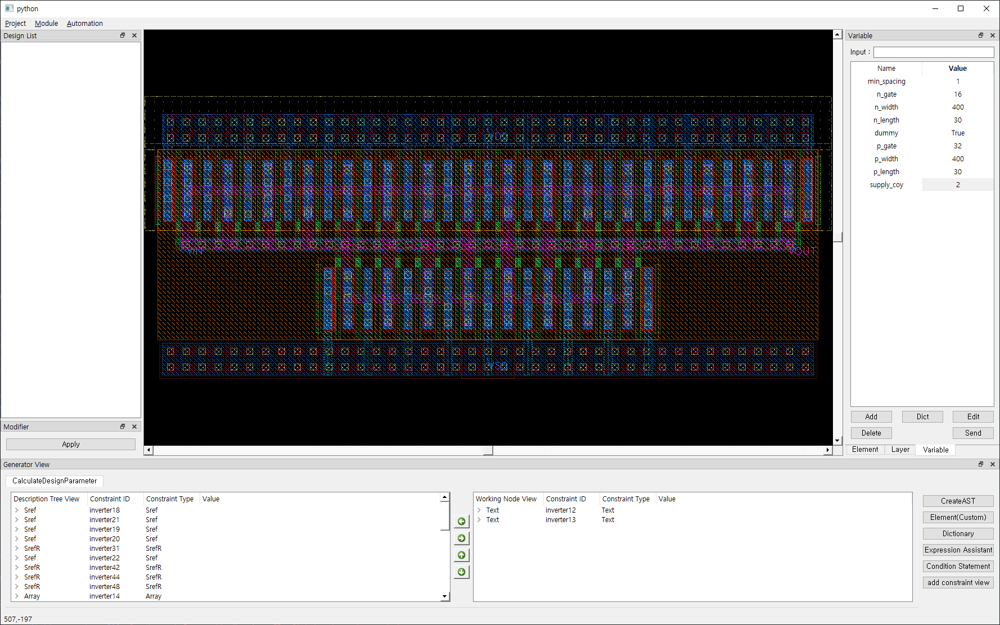 python
Project Module Automation
Design List
Variable
Input :
Name Value
min_spacing 1
n_gate 16
n_width 400
n_length 30
dummy True
p_gate 32
p_width 400
p_length 30
supply_coy 2
VDD
VIN
VOUT
Add Dict Edit
Delete Send
Element Layer Variable
Modifier
Apply
Generator View
CalculateDesignParameter
Description Tree View Constraint ID Constraint Type Value
Sref inverter18 Sref
Sref inverter21 Sref
Sref inverter19 Sref
Sref inverter20 Sref
SrefR inverter31 SrefR
Sref inverter22 Sref
SrefR inverter42 SrefR
SrefR inverter44 SrefR
SrefR inverter48 SrefR
Array inverter14 Array
Working Node View Constraint ID Constraint Type Value
Text inverter12 Text
Text inverter13 Text
CreateAST
Element(Custom)
Dictionary
Expression Assistant
Condition Statement
add constraint view
507,-197